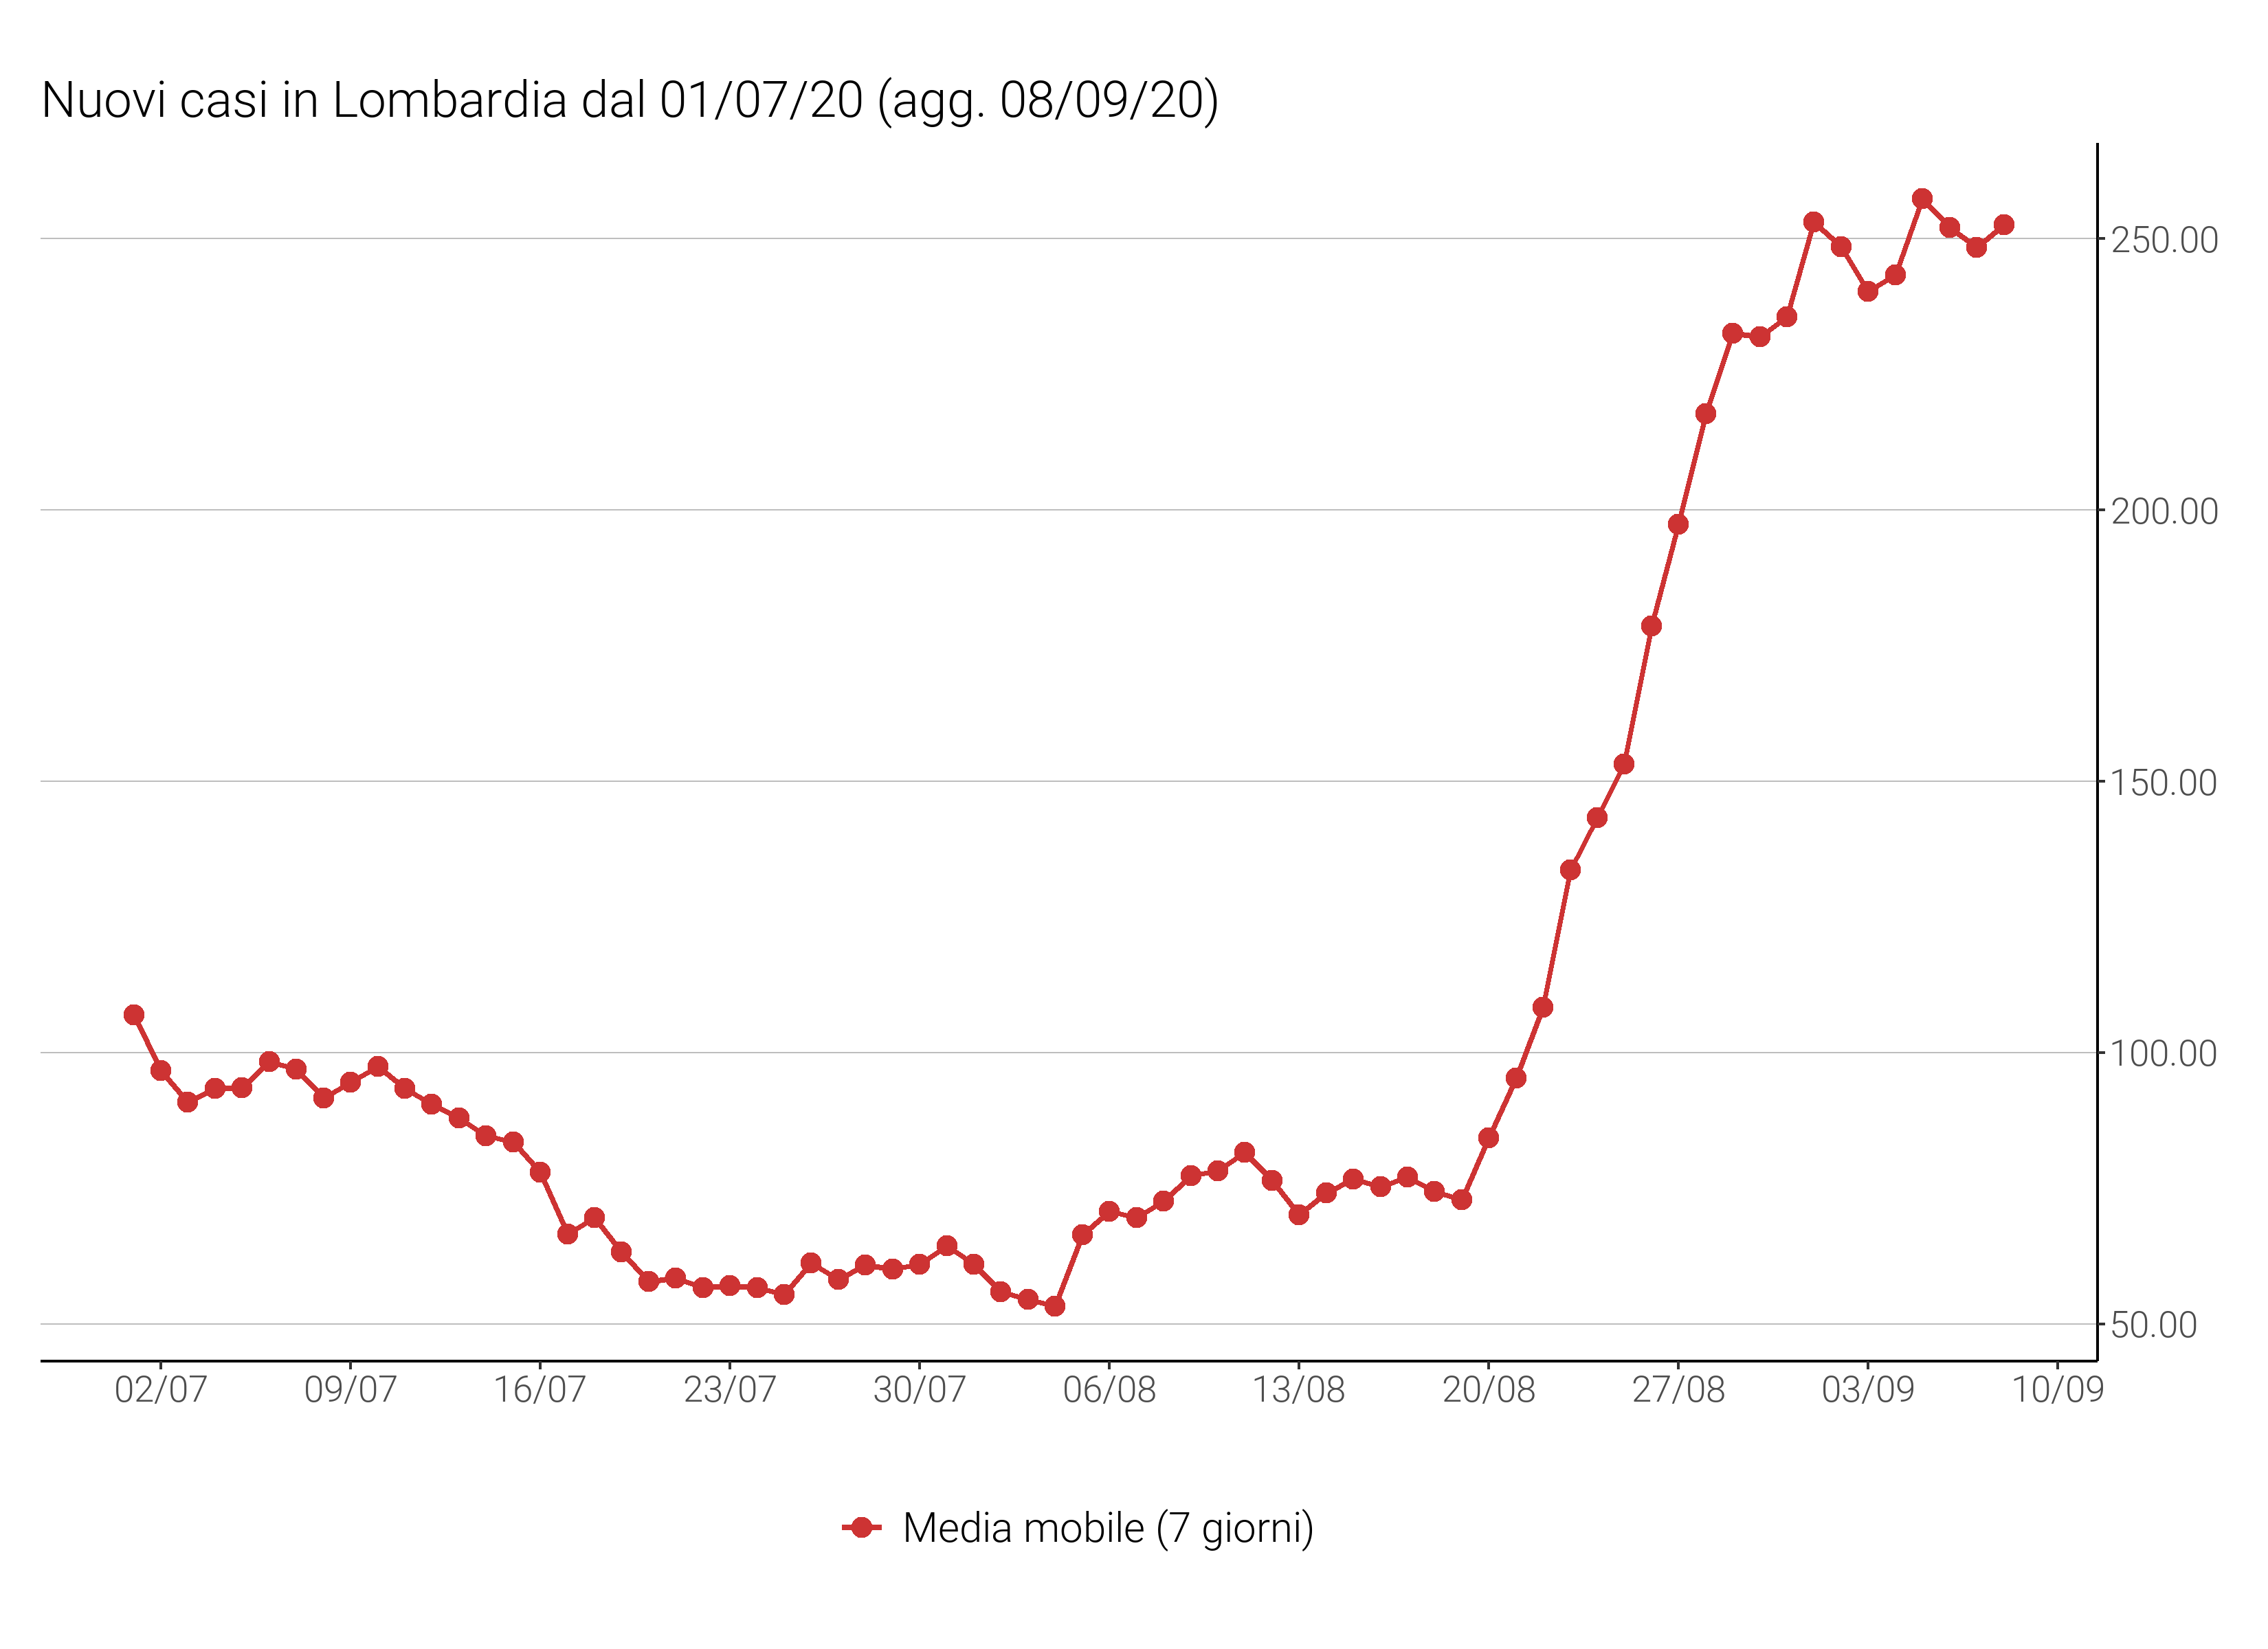 Nuovi casi in Lombardia dal 01/07/20 (agg. 08/09/20)
250.00
200.00
150.00
100.00
50.00
02/07 09/07 16/07 23/07 30/07 06/08 13/08 20/08 27/08 03/09 10/09
Media mobile (7 giorni)